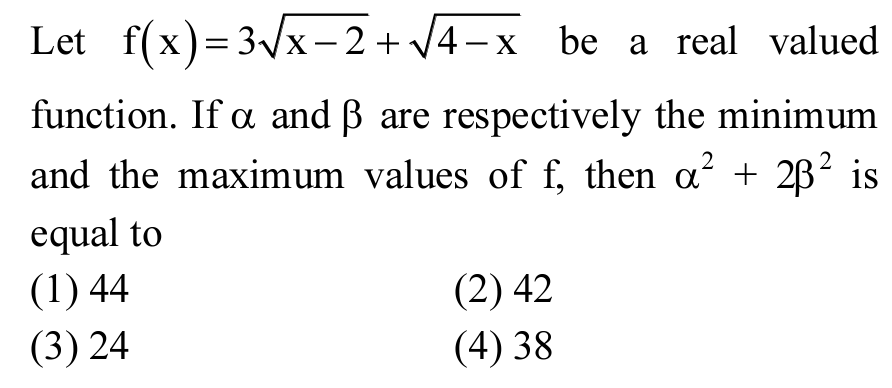 Let f(x) = 3√(x − 2) + √(4 − x) be a real valued
function. If α and β are respectively the minimum
and the maximum values of f, then α² + 2β² is
equal to
(1) 44 (2) 42
(3) 24 (4) 38